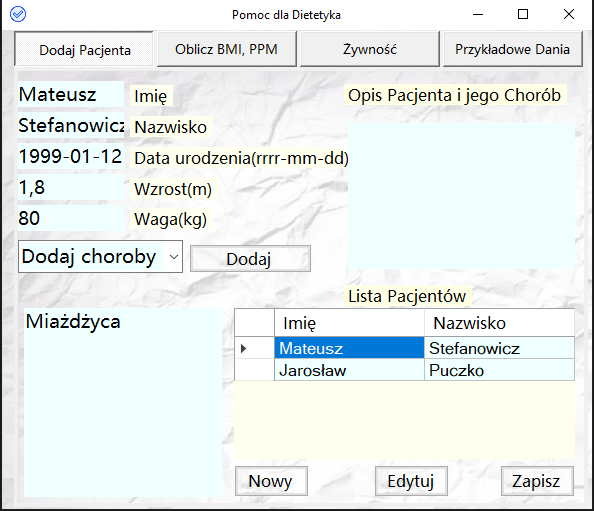 Pomoc dla Dietetyka
Dodaj Pacjenta Oblicz BMI, PPM Żywność Przykładowe Dania
Mateusz Imię
Opis Pacjenta i jego Chorób
Stefanowicz Nazwisko
1999-01-12 Data urodzenia(rrrr-mm-dd)
1,8 Wzrost(m)
80 Waga(kg)
Dodaj choroby Dodaj
Lista Pacjentów
Miażdżyca
Imię Nazwisko
Mateusz Stefanowicz
Jarosław Puczko
Nowy Edytuj Zapisz